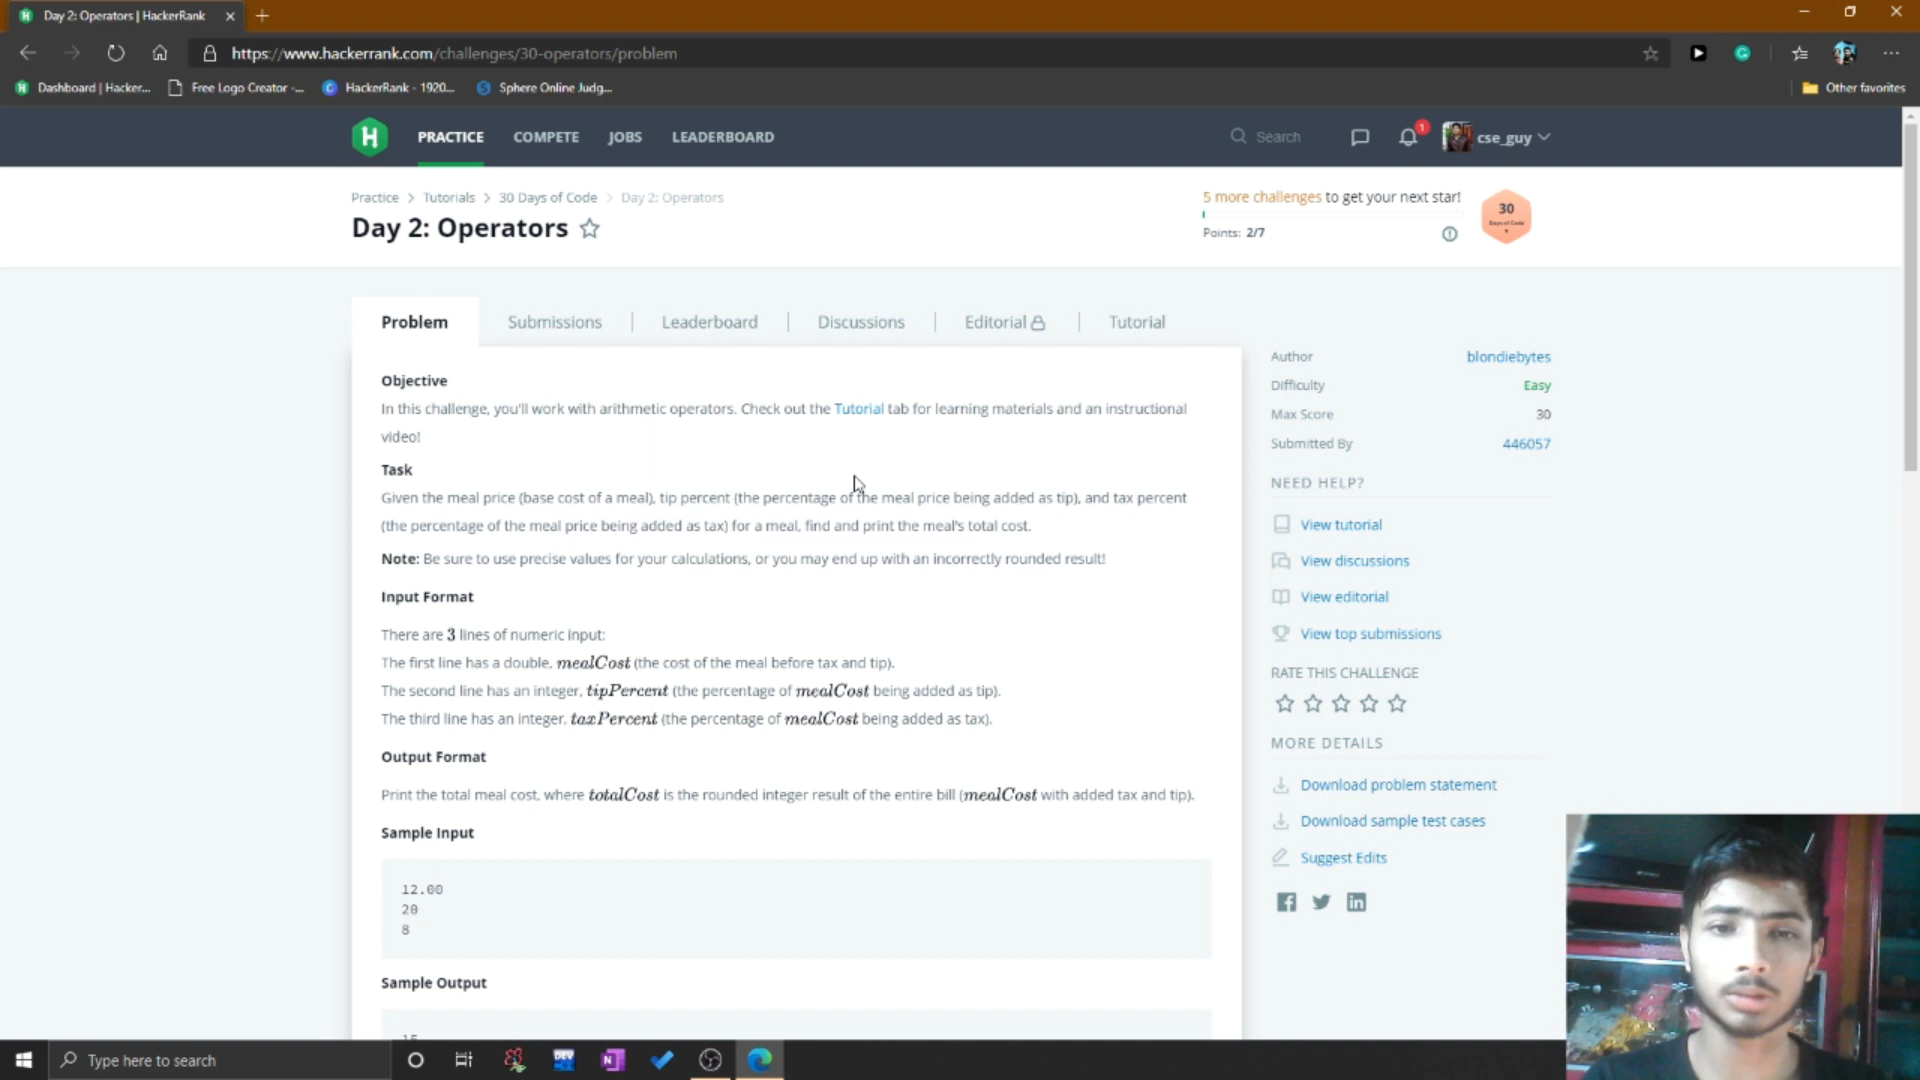 Day 2: Operators | HackerRank
https://www.hackerrank.com/challenges/30-operators/problem
Dashboard | Hacker...
Free Logo Creator -...
HackerRank - 1920...
Sphere Online Judg...
Other favorites
H
PRACTICE
COMPETE
JOBS
LEADERBOARD
Search
1
cse_guy
Practice > Tutorials > 30 Days of Code > Day 2: Operators
Day 2: Operators
5 more challenges to get your next star!
Points: 2/7
30
Days of Code
Problem
Submissions
Leaderboard
Discussions
Editorial
Tutorial
Objective
In this challenge, you'll work with arithmetic operators. Check out the Tutorial tab for learning materials and an instructional
video!
Task
Given the meal price (base cost of a meal), tip percent (the percentage of the meal price being added as tip), and tax percent
(the percentage of the meal price being added as tax) for a meal, find and print the meal's total cost.
Note: Be sure to use precise values for your calculations, or you may end up with an incorrectly rounded result!
Input Format
There are 3 lines of numeric input:
The first line has a double, mealCost (the cost of the meal before tax and tip).
The second line has an integer, tipPercent (the percentage of mealCost being added as tip).
The third line has an integer, taxPercent (the percentage of mealCost being added as tax).
Output Format
Print the total meal cost, where totalCost is the rounded integer result of the entire bill (mealCost with added tax and tip).
Sample Input
12.00
20
8
Sample Output
Author blondiebytes
Difficulty Easy
Max Score 30
Submitted By 446057
NEED HELP?
View tutorial
View discussions
View editorial
View top submissions
RATE THIS CHALLENGE
MORE DETAILS
Download problem statement
Download sample test cases
Suggest Edits
Type here to search
DEV